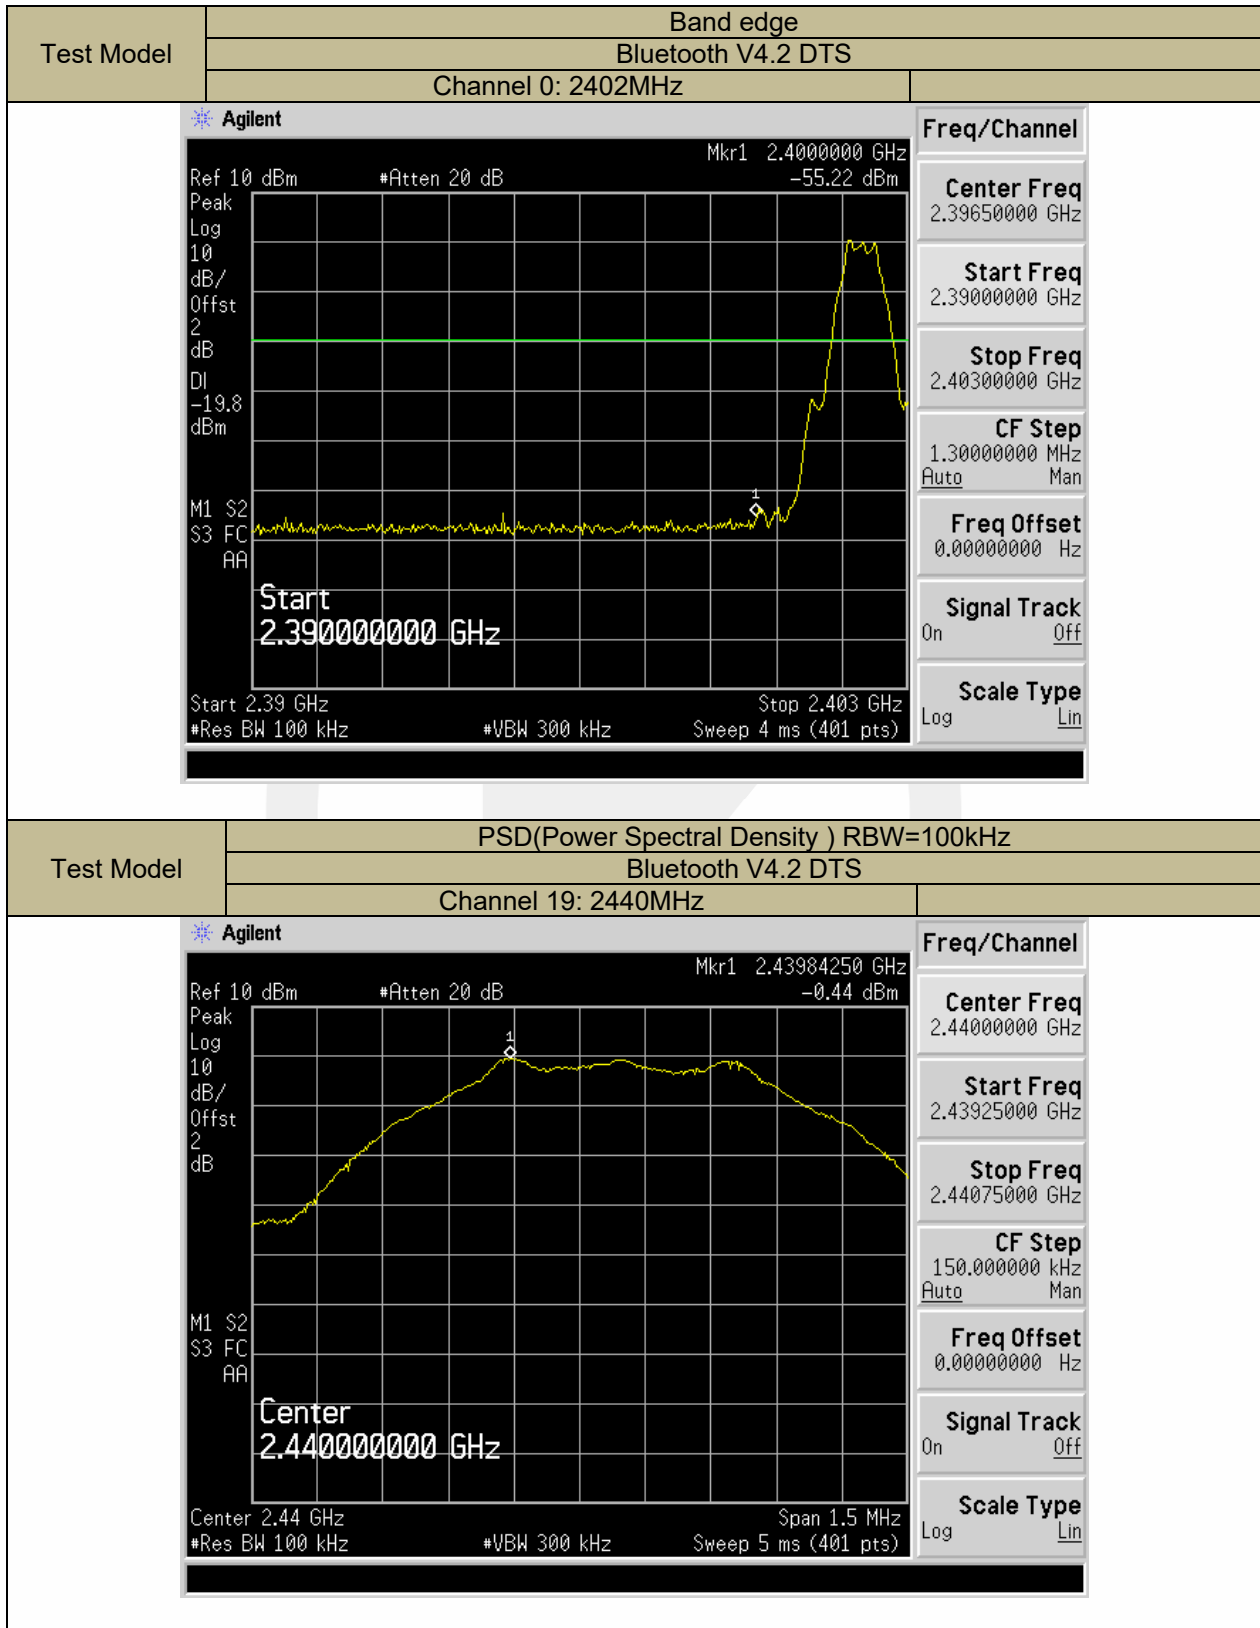 Test Model
Band edge
Bluetooth V4.2 DTS
Channel 0: 2402MHz
Agilent
Freq/Channel
Mkr1 2.4000000 GHz
Ref 10 dBm #Atten 20 dB -55.22 dBm
Peak
Log
10
dB/
Offst
2
dB
DI
-19.8
dBm
M1 S2
S3 FC
AA
1
Start
2.390000000 GHz
Start 2.39 GHz Stop 2.403 GHz
#Res BW 100 kHz #VBW 300 kHz Sweep 4 ms (401 pts)
Center Freq
2.39650000 GHz
Start Freq
2.39000000 GHz
Stop Freq
2.40300000 GHz
CF Step
1.30000000 MHz
Auto Man
Freq Offset
0.00000000 Hz
Signal Track
On Off
Scale Type
Log Lin
Test Model
PSD(Power Spectral Density ) RBW=100kHz
Bluetooth V4.2 DTS
Channel 19: 2440MHz
Agilent
Freq/Channel
Mkr1 2.43984250 GHz
Ref 10 dBm #Atten 20 dB -0.44 dBm
Peak
Log
10
dB/
Offst
2
dB
M1 S2
S3 FC
AA
1
Center
2.440000000 GHz
Center 2.44 GHz Span 1.5 MHz
#Res BW 100 kHz #VBW 300 kHz Sweep 5 ms (401 pts)
Center Freq
2.44000000 GHz
Start Freq
2.43925000 GHz
Stop Freq
2.44075000 GHz
CF Step
150.000000 kHz
Auto Man
Freq Offset
0.00000000 Hz
Signal Track
On Off
Scale Type
Log Lin